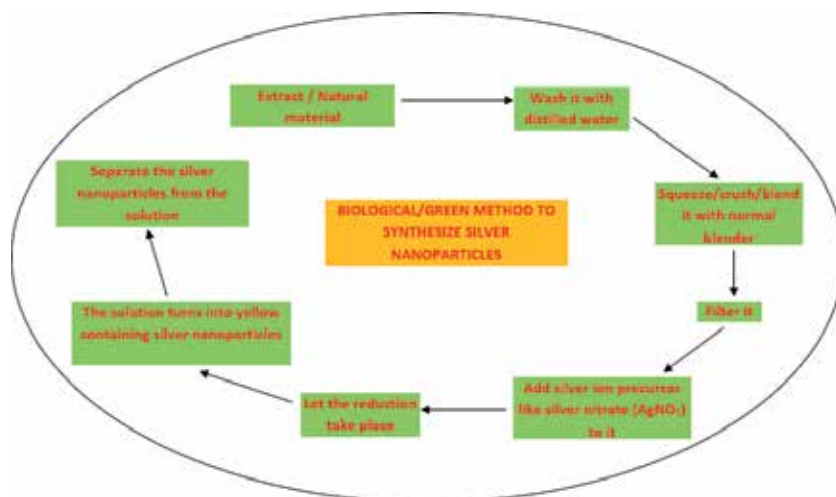 Extract / Natural
material
Wash it with
distilled water
Squeeze/crush/blend
it with normal
blender
Filter it
Add silver ion precursar
like silver nitrate (AgNO₃)
to it
Let the reduction
take place
The solution turns into yellow
containing silver nanoparticles
Separate the silver
nanoparticles from the
solution
BIOLOGICAL/GREEN METHOD TO
SYNTHESIZE SILVER
NANOPARTICLES